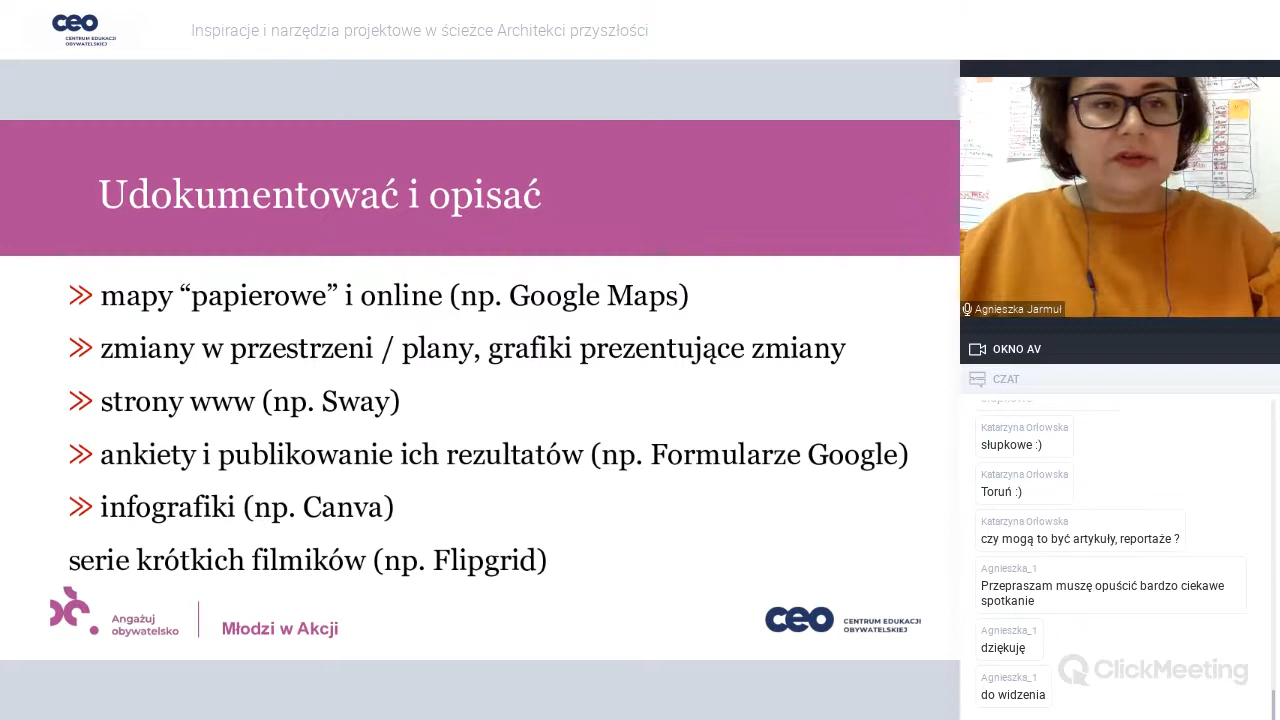 ceo
CENTRUM EDUKACJI
OBYWATELSKIEJ
Inspiracje i narzędzia projektowe w ścieżce Architekci przyszłości
Udokumentować i opisać
mapy “papierowe” i online (np. Google Maps)
zmiany w przestrzeni / plany, grafiki prezentujące zmiany
strony www (np. Sway)
ankiety i publikowanie ich rezultatów (np. Formularze Google)
infografiki (np. Canva)
serie krótkich filmików (np. Flipgrid)
Angażuj
obywatelsko
Młodzi w Akcji
ceo
CENTRUM EDUKACJI
OBYWATELSKIEJ
Agnieszka Jarmuł
OKNO AV
CZAT
Katarzyna Orłowska
słupkowe :)
Katarzyna Orłowska
Toruń :)
Katarzyna Orłowska
czy mogą to być artykuły, reportaże ?
Agnieszka_1
Przepraszam muszę opuścić bardzo ciekawe
spotkanie
Agnieszka_1
dziękuję
Agnieszka_1
do widzenia
ClickMeeting